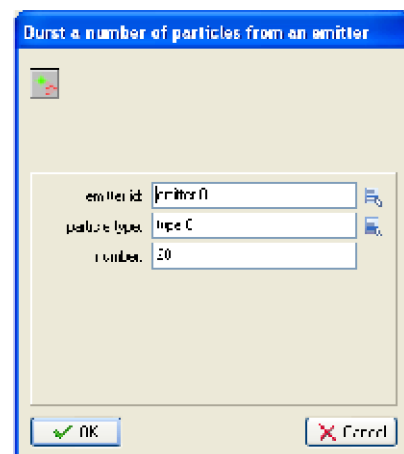 Burst a number of particles from an emitter
emitter id: emitter 0
particle type: type 0
number: 20
OK Cancel